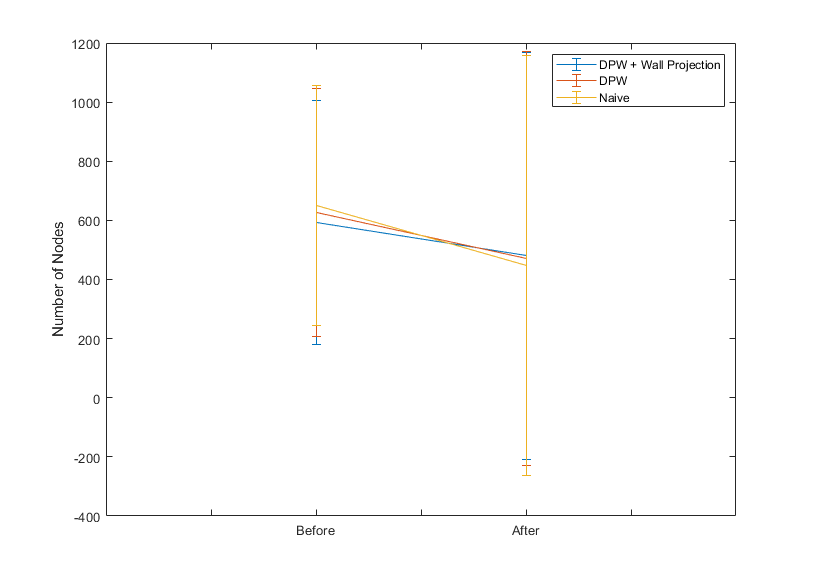 1200
1000
800
600
400
200
0
-200
-400
Number of Nodes
Before
After
DPW + Wall Projection
DPW
Naive